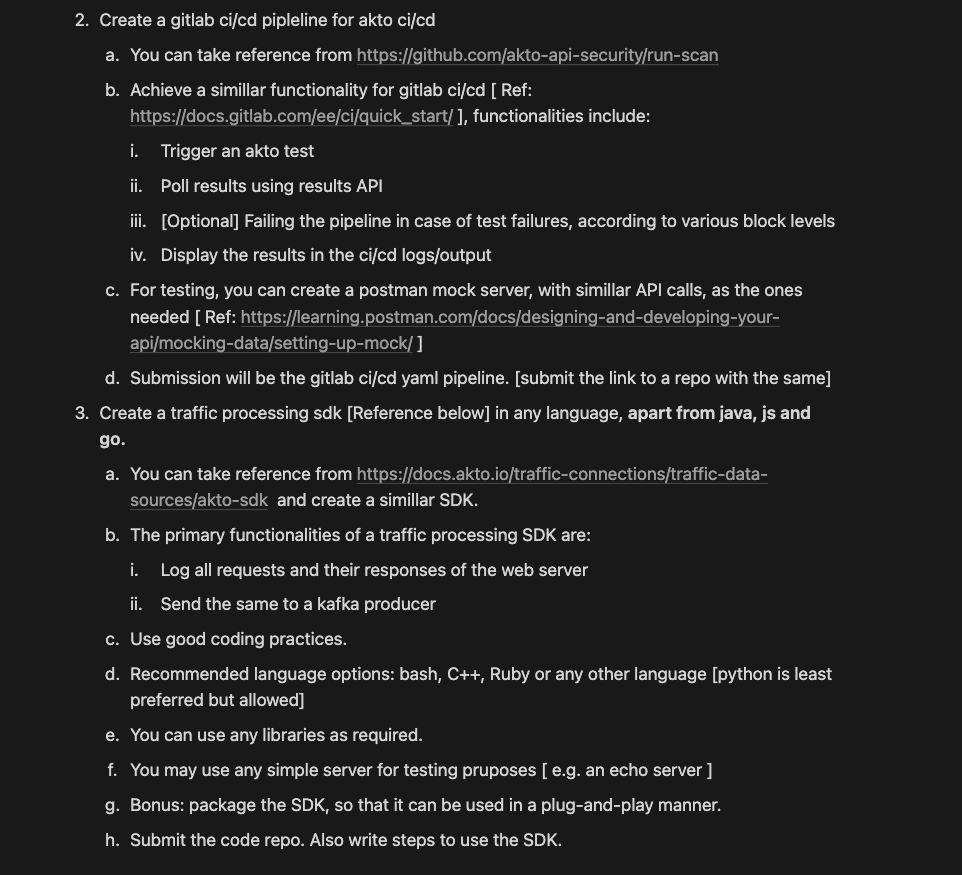 2. Create a gitlab ci/cd pipleline for akto ci/cd
a. You can take reference from https://github.com/akto-api-security/run-scan
b. Achieve a simillar functionality for gitlab ci/cd [ Ref:
https://docs.gitlab.com/ee/ci/quick_start/ ], functionalities include:
i. Trigger an akto test
ii. Poll results using results API
iii. [Optional] Failing the pipeline in case of test failures, according to various block levels
iv. Display the results in the ci/cd logs/output
c. For testing, you can create a postman mock server, with simillar API calls, as the ones
needed [ Ref: https://learning.postman.com/docs/designing-and-developing-your-
api/mocking-data/setting-up-mock/ ]
d. Submission will be the gitlab ci/cd yaml pipeline. [submit the link to a repo with the same]
3. Create a traffic processing sdk [Reference below] in any language, apart from java, js and
go.
a. You can take reference from https://docs.akto.io/traffic-connections/traffic-data-
sources/akto-sdk and create a simillar SDK.
b. The primary functionalities of a traffic processing SDK are:
i. Log all requests and their responses of the web server
ii. Send the same to a kafka producer
c. Use good coding practices.
d. Recommended language options: bash, C++, Ruby or any other language [python is least
preferred but allowed]
e. You can use any libraries as required.
f. You may use any simple server for testing pruposes [ e.g. an echo server ]
g. Bonus: package the SDK, so that it can be used in a plug-and-play manner.
h. Submit the code repo. Also write steps to use the SDK.